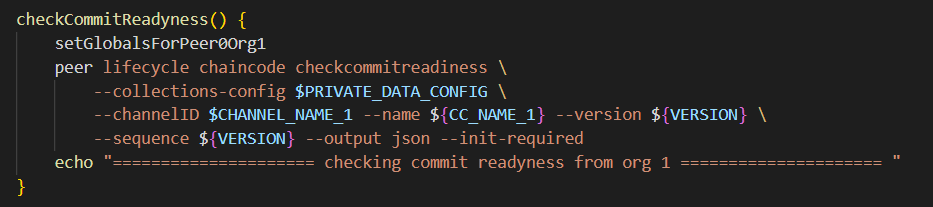 checkCommitReadyness() {
    setGlobalsForPeer0Org1
    peer lifecycle chaincode checkcommitreadiness \
        --collections-config $PRIVATE_DATA_CONFIG \
        --channelID $CHANNEL_NAME_1 --name ${CC_NAME_1} --version ${VERSION} \
        --sequence ${VERSION} --output json --init-required
    echo "===================== checking commit readyness from org 1 ===================== "
}